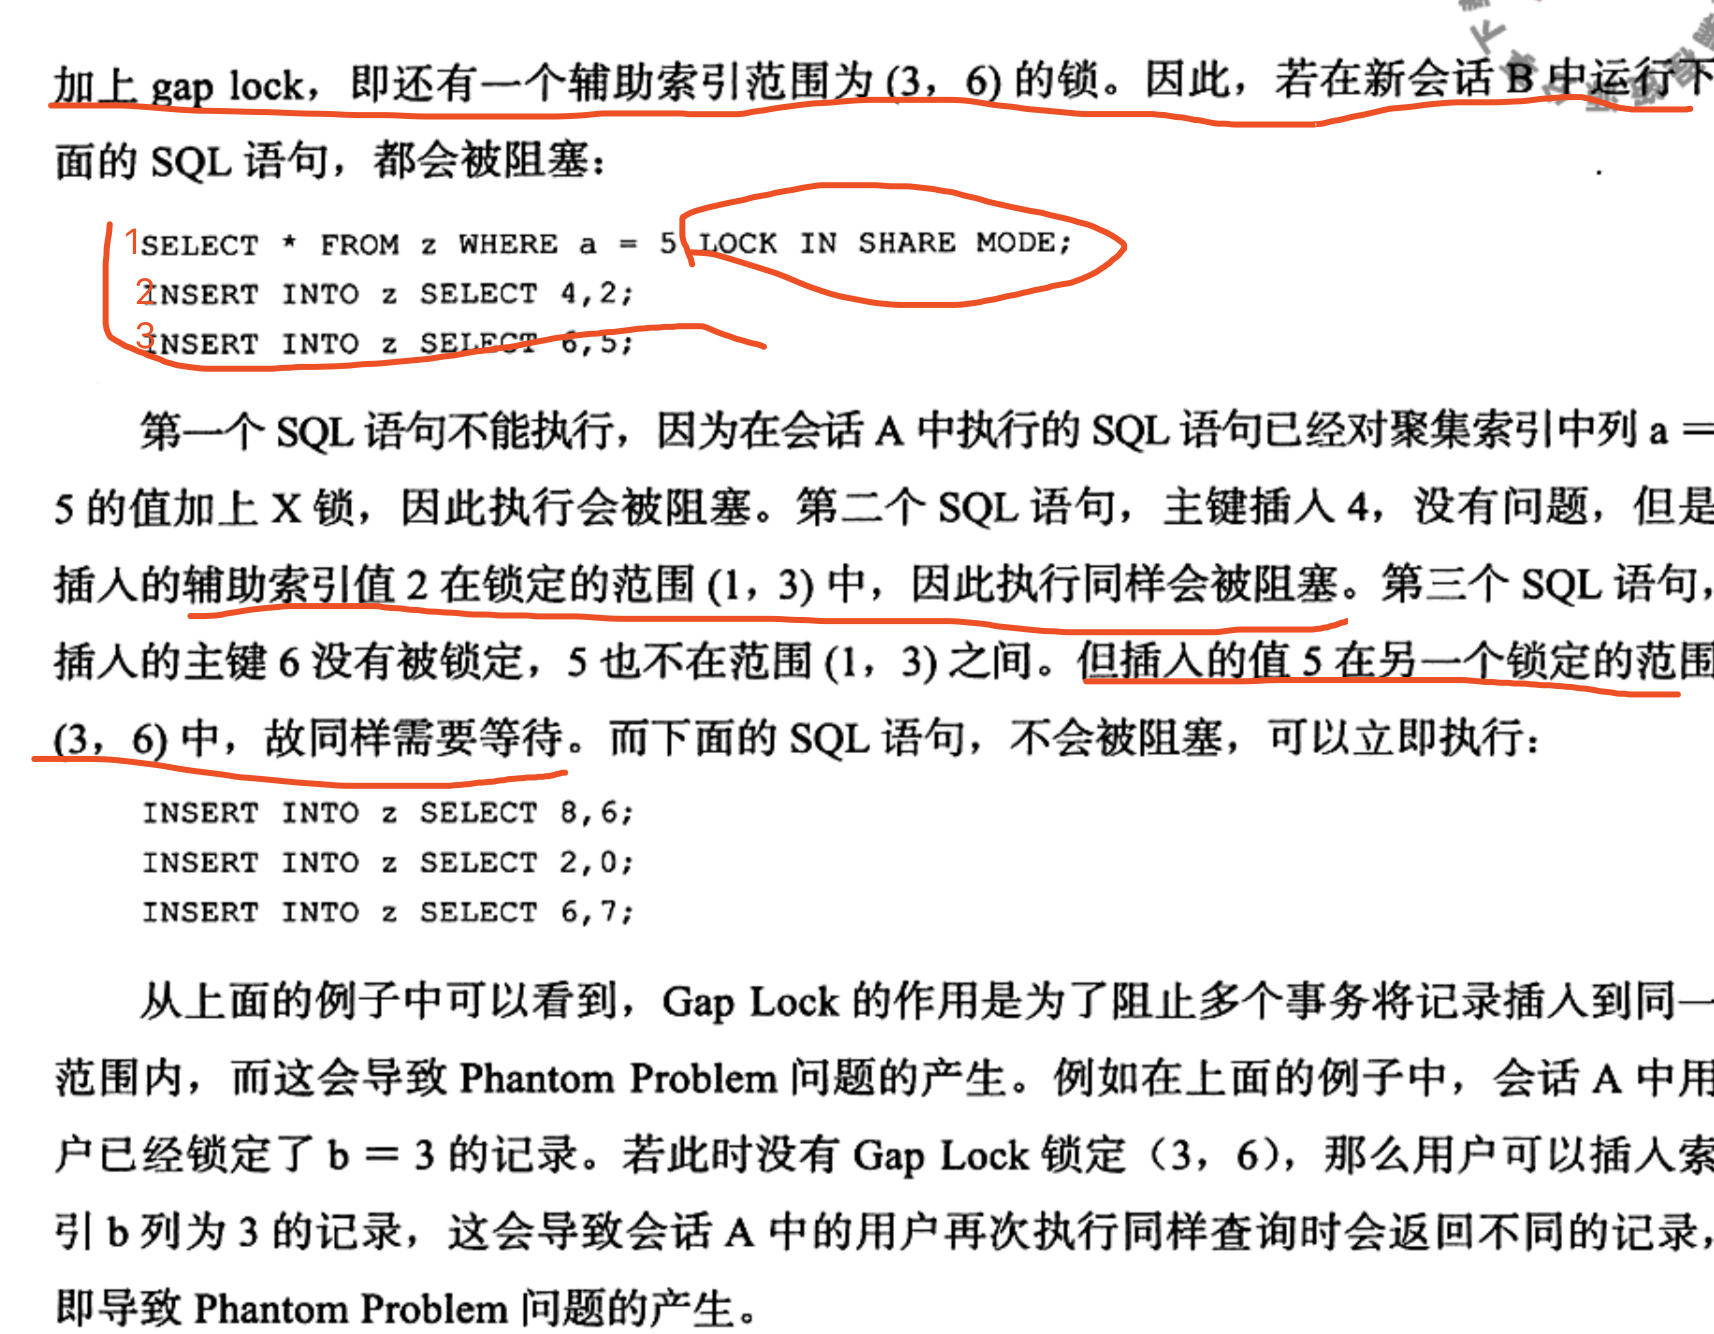 加上 gap lock，即还有一个辅助索引范围为 (3，6) 的锁。因此，若在新会话 B 中运行下
面的 SQL 语句，都会被阻塞：
1SELECT * FROM z WHERE a = 5 LOCK IN SHARE MODE;
2INSERT INTO z SELECT 4,2;
3INSERT INTO z SELECT 6,5;
第一个 SQL 语句不能执行，因为在会话 A 中执行的 SQL 语句已经对聚集索引中列 a =
5 的值加上 X 锁，因此执行会被阻塞。第二个 SQL 语句，主键插入 4，没有问题，但是
插入的辅助索引值 2 在锁定的范围 (1，3) 中，因此执行同样会被阻塞。第三个 SQL 语句，
插入的主键 6 没有被锁定，5 也不在范围 (1，3) 之间。但插入的值 5 在另一个锁定的范围
(3，6) 中，故同样需要等待。而下面的 SQL 语句，不会被阻塞，可以立即执行：
INSERT INTO z SELECT 8,6;
INSERT INTO z SELECT 2,0;
INSERT INTO z SELECT 6,7;
从上面的例子中可以看到，Gap Lock 的作用是为了阻止多个事务将记录插入到同一
范围内，而这会导致 Phantom Problem 问题的产生。例如在上面的例子中，会话 A 中用
户已经锁定了 b = 3 的记录。若此时没有 Gap Lock 锁定（3，6），那么用户可以插入索
引 b 列为 3 的记录，这会导致会话 A 中的用户再次执行同样查询时会返回不同的记录，
即导致 Phantom Problem 问题的产生。